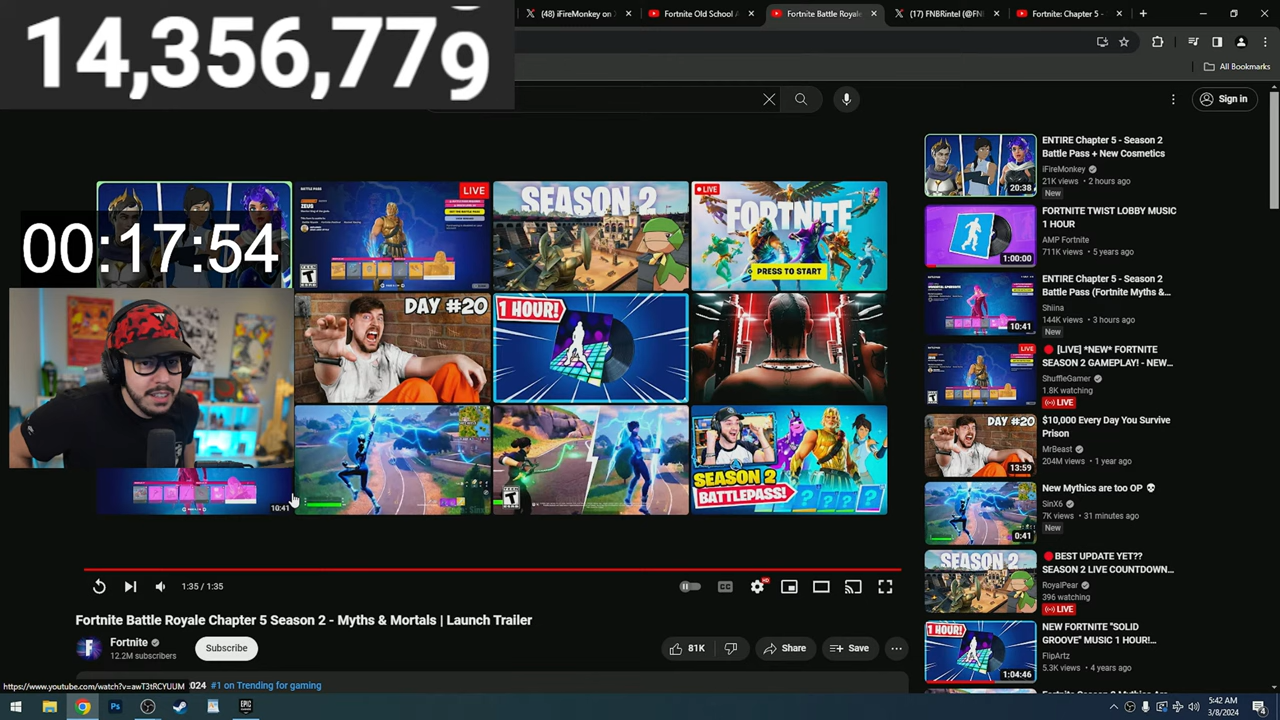 14,356,779
(48) iFireMonkey on
Fortnite Old School
Fortnite Battle Royale
(17) FNBRintel (@FN
Fortnite: Chapter 5 -
All Bookmarks
Sign in
00:17:54
BATTLE PASS
ZEUS
LIVE
SEASON 2
LIVE
FORTNITE
PRESS TO START
DAY #20
1 HOUR!
10:41
SEASON 2
BATTLEPASS!
? ? ? ?
1:35 / 1:35
Fortnite Battle Royale Chapter 5 Season 2 - Myths & Mortals | Launch Trailer
Fortnite
12.2M subscribers
Subscribe
81K
Share
Save
https://www.youtube.com/watch?v=awT3tRCYUUM
024 #1 on Trending for gaming
20:38
ENTIRE Chapter 5 - Season 2
Battle Pass + New Cosmetics
iFireMonkey
21K views • 2 hours ago
New
1:00:00
FORTNITE TWIST LOBBY MUSIC
1 HOUR
AMP Fortnite
711K views • 5 years ago
10:41
ENTIRE Chapter 5 - Season 2
Battle Pass (Fortnite Myths &...
Shiina
144K views • 3 hours ago
New
LIVE
[LIVE] *NEW* FORTNITE
SEASON 2 GAMEPLAY! - NEW...
ShuffleGamer
1.8K watching
LIVE
DAY #20
13:59
$10,000 Every Day You Survive
Prison
MrBeast
204M views • 1 year ago
0:41
New Mythics are too OP
SinX6
7K views • 31 minutes ago
New
SEASON 2
BEST UPDATE YET??
SEASON 2 LIVE COUNTDOWN...
RoyalPear
396 watching
LIVE
1 HOUR!
1:04:46
NEW FORTNITE "SOLID
GROOVE" MUSIC 1 HOUR!...
FlipArtz
5.3K views • 4 years ago
5:42 AM
3/8/2024